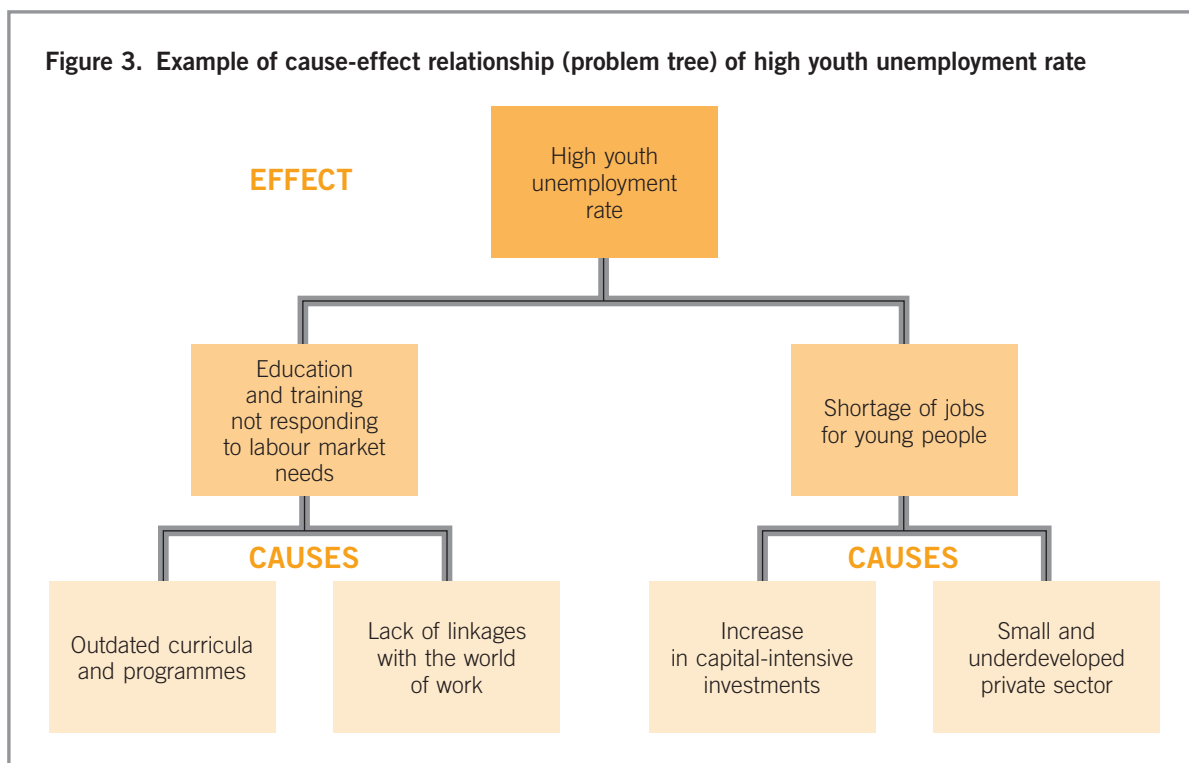 Figure 3. Example of cause-effect relationship (problem tree) of high youth unemployment rate
EFFECT
High youth
unemployment
rate
Education
and training
not responding
to labour market
needs
Shortage of jobs
for young people
CAUSES
CAUSES
Outdated curricula
and programmes
Lack of linkages
with the world
of work
Increase
in capital-intensive
investments
Small and
underdeveloped
private sector